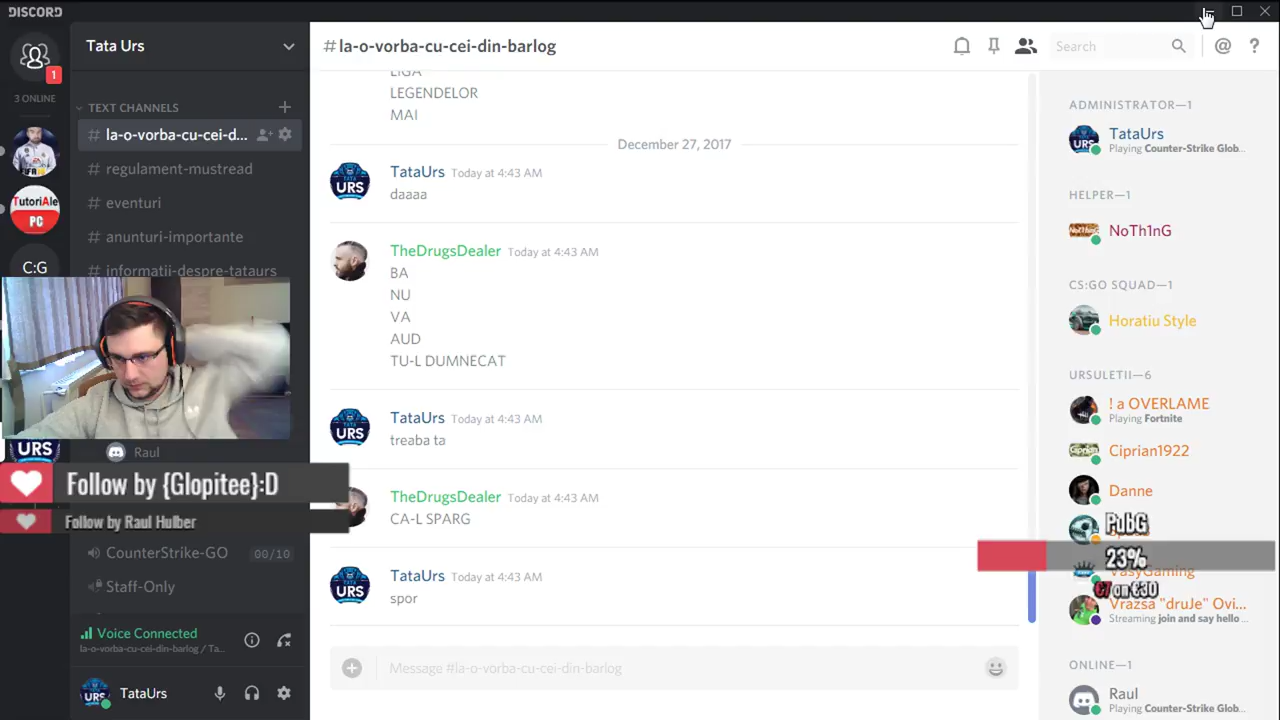 DISCORD
Tata Urs
# la-o-vorba-cu-cei-din-barlog
Search
@
?
1
3 ONLINE
TEXT CHANNELS
# la-o-vorba-cu-cei-d...
# regulament-mustread
# eventuri
# anunturi-importante
# informatii-despre-tataurs
TutoriAle
PC
C:G
URS
Raul
Follow by {Glopitee}:D
Follow by Raul Hulber
CounterStrike-GO 00/10
Staff-Only
Voice Connected
la-o-vorba-cu-cei-din-barlog / Ta...
TataUrs
LIGA
LEGENDELOR
MAI
December 27, 2017
TataUrs Today at 4:43 AM
daaaa
TheDrugsDealer Today at 4:43 AM
BA
NU
VA
AUD
TU-L DUMNECAT
TataUrs Today at 4:43 AM
treaba ta
TheDrugsDealer Today at 4:43 AM
CA-L SPARG
TataUrs Today at 4:43 AM
spor
Message #la-o-vorba-cu-cei-din-barlog
ADMINISTRATOR—1
TataUrs
Playing Counter-Strike Glob...
HELPER—1
NoTh1nG
CS:GO SQUAD—1
Horatiu Style
URSULETII—6
! a OVERLAME
Playing Fortnite
Ciprian1922
Danne
PubG
23%
VasyGaming
€7 on €30
Vrazsa "druJe" Ovi...
Streaming join and say hello ...
ONLINE—1
Raul
Playing Counter-Strike Glob...